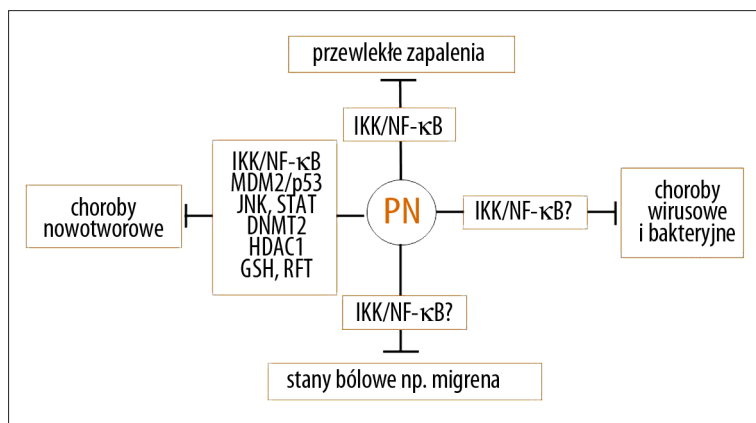 przewlekłe zapalenia
IKK/NF-κB
IKK/NF-κB
MDM2/p53
JNK, STAT
DNMT2
HDAC1
GSH, RFT
choroby
nowotworowe
PN
IKK/NF-κB?
choroby
wirusowe
i bakteryjne
IKK/NF-κB?
stany bólowe np. migrena